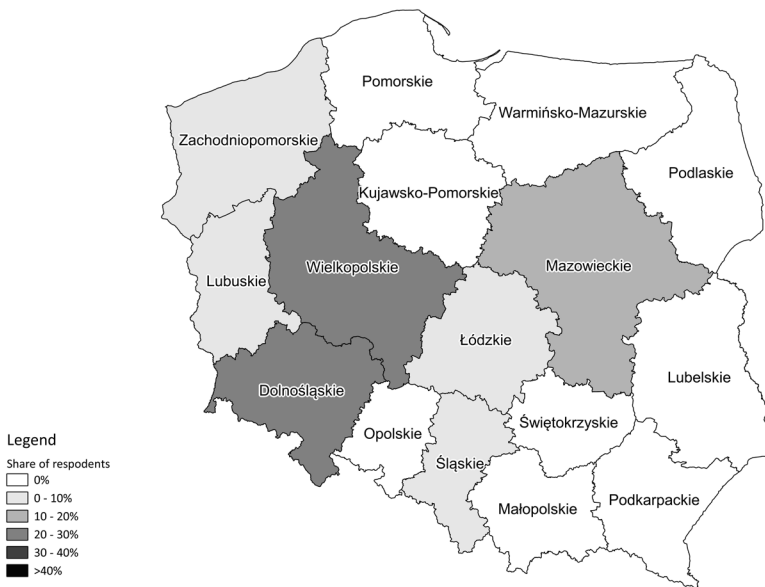 Pomorskie
Warmińsko-Mazurskie
Zachodniopomorskie
Podlaskie
Kujawsko-Pomorskie
Wielkopolskie
Mazowieckie
Lubuskie
Łódzkie
Lubelskie
Dolnośląskie
Świętokrzyskie
Opolskie
Śląskie
Podkarpackie
Małopolskie
Legend
Share of respodents
0%
0 - 10%
10 - 20%
20 - 30%
30 - 40%
>40%